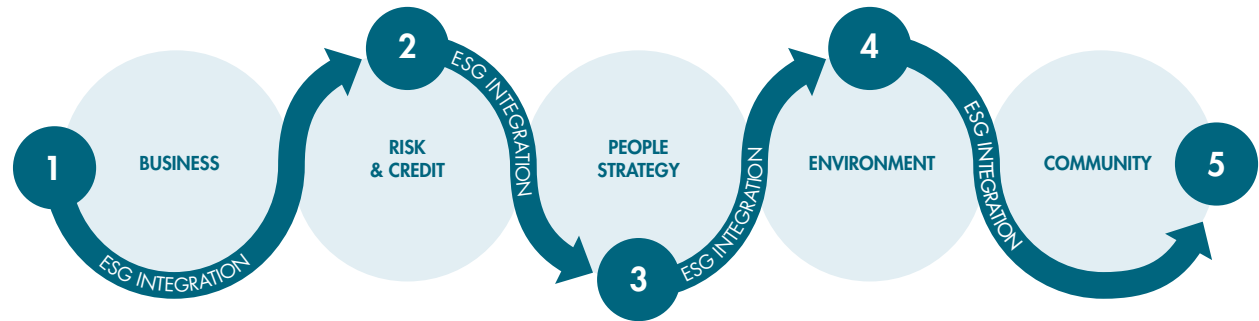 1
BUSINESS
ESG INTEGRATION
2
RISK
& CREDIT
ESG INTEGRATION
3
PEOPLE
STRATEGY
ESG INTEGRATION
4
ENVIRONMENT
ESG INTEGRATION
5
COMMUNITY